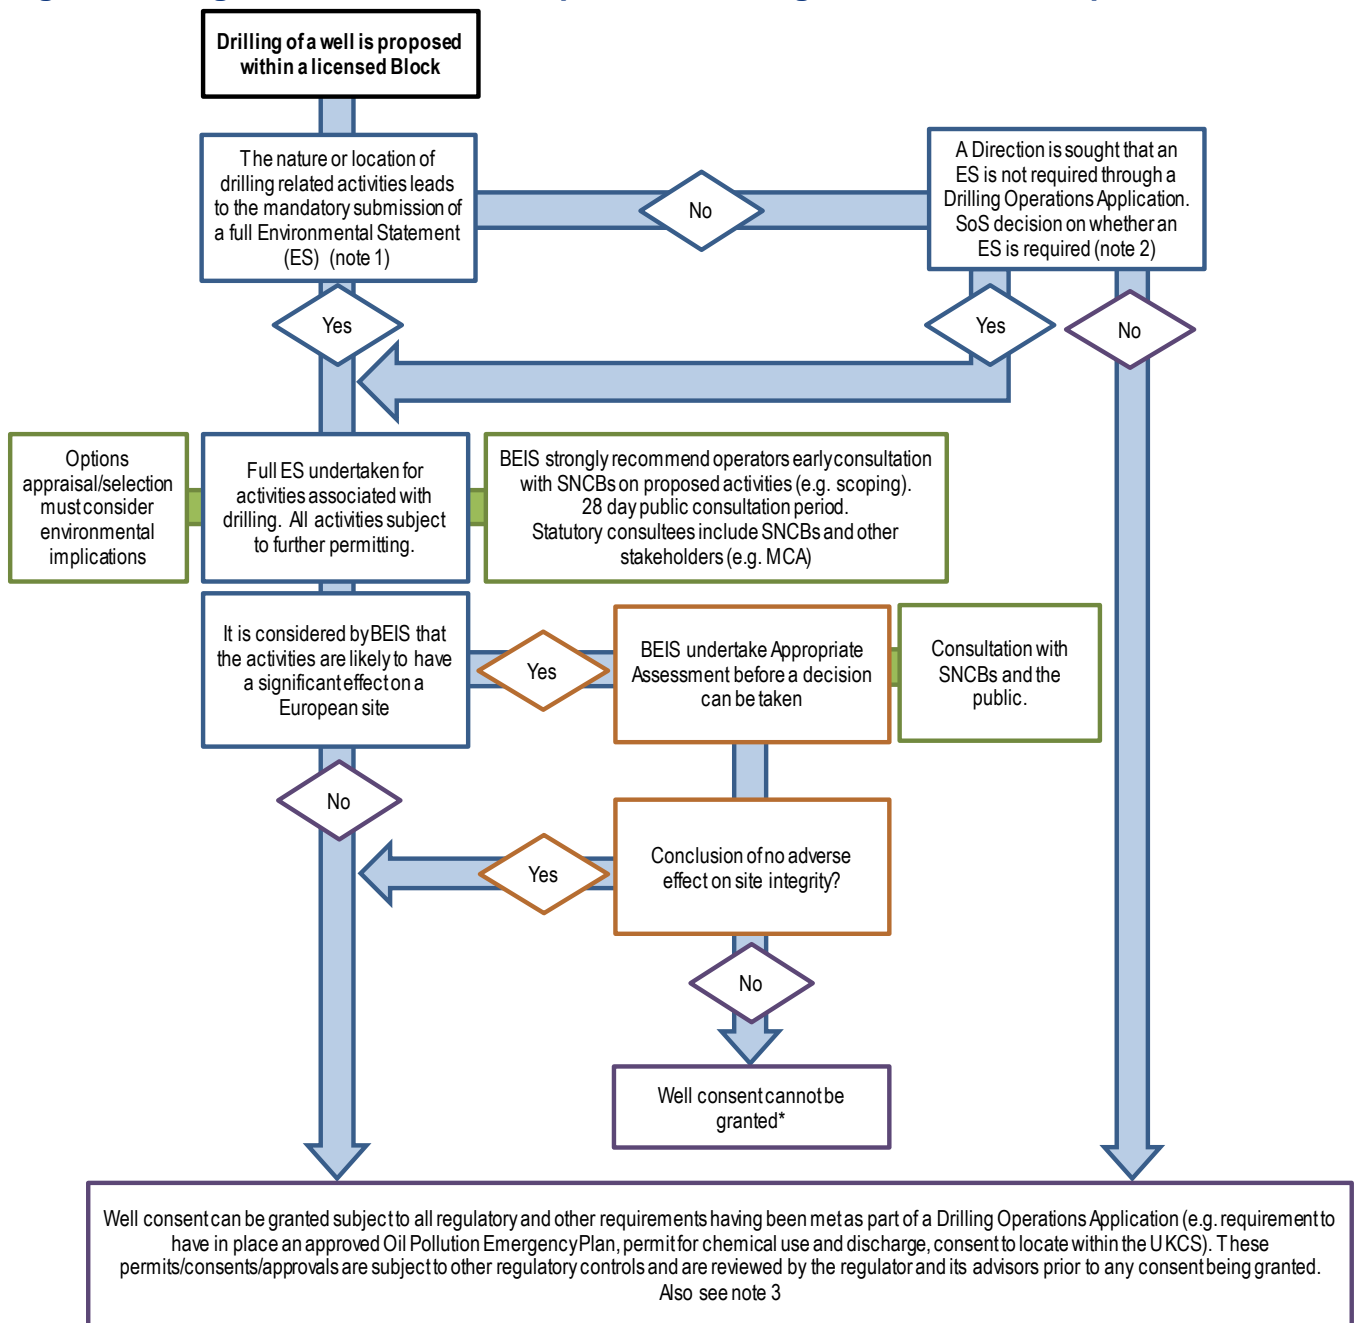 Drilling of a well is proposed
within a licensed Block
The nature or location of
drilling related activities leads
to the mandatory submission of
a full Environmental Statement
(ES) (note 1)
No
A Direction is sought that an
ES is not required through a
Drilling Operations Application.
SoS decision on whether an
ES is required (note 2)
Yes
Yes
No
Options
appraisal/selection
must consider
environmental
implications
Full ES undertaken for
activities associated with
drilling. All activities subject
to further permitting.
BEIS strongly recommend operators early consultation
with SNCBs on proposed activities (e.g. scoping).
28 day public consultation period.
Statutory consultees include SNCBs and other
stakeholders (e.g. MCA)
It is considered by BEIS that
the activities are likely to have
a significant effect on a
European site
Yes
BEIS undertake Appropriate
Assessment before a decision
can be taken
Consultation with
SNCBs and the
public.
No
Yes
Conclusion of no adverse
effect on site integrity?
No
Well consent cannot be
granted*
Well consent can be granted subject to all regulatory and other requirements having been met as part of a Drilling Operations Application (e.g. requirement to
have in place an approved Oil Pollution Emergency Plan, permit for chemical use and discharge, consent to locate within the UKCS). These
permits/consents/approvals are subject to other regulatory controls and are reviewed by the regulator and its advisors prior to any consent being granted.
Also see note 3